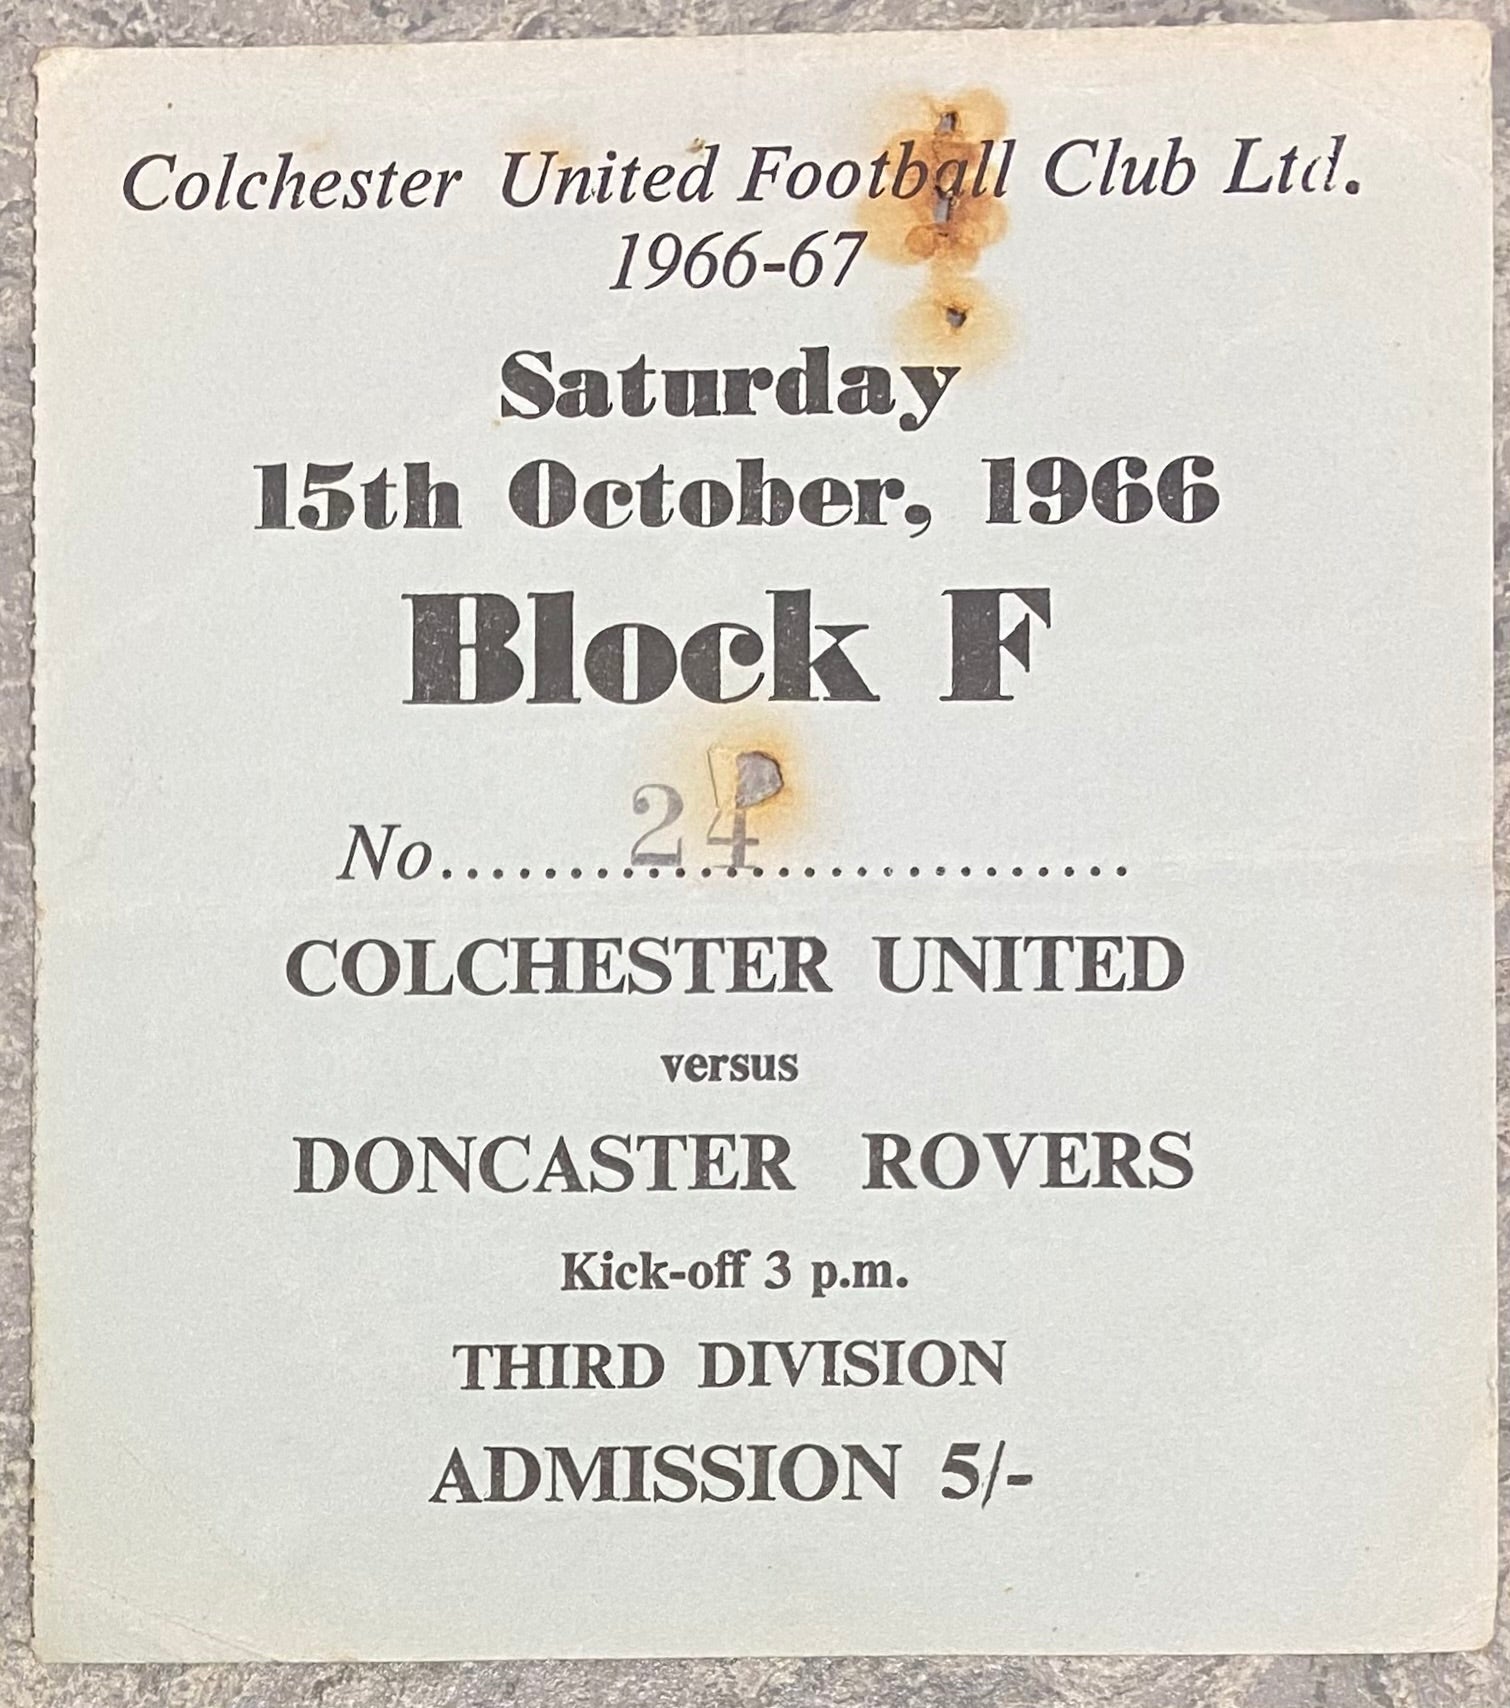 Colchester United Football Club Ltd.
1966-67
Saturday
15th October, 1966
Block F
No..............................
24
COLCHESTER UNITED
versus
DONCASTER ROVERS
Kick-off 3 p.m.
THIRD DIVISION
ADMISSION 5/-